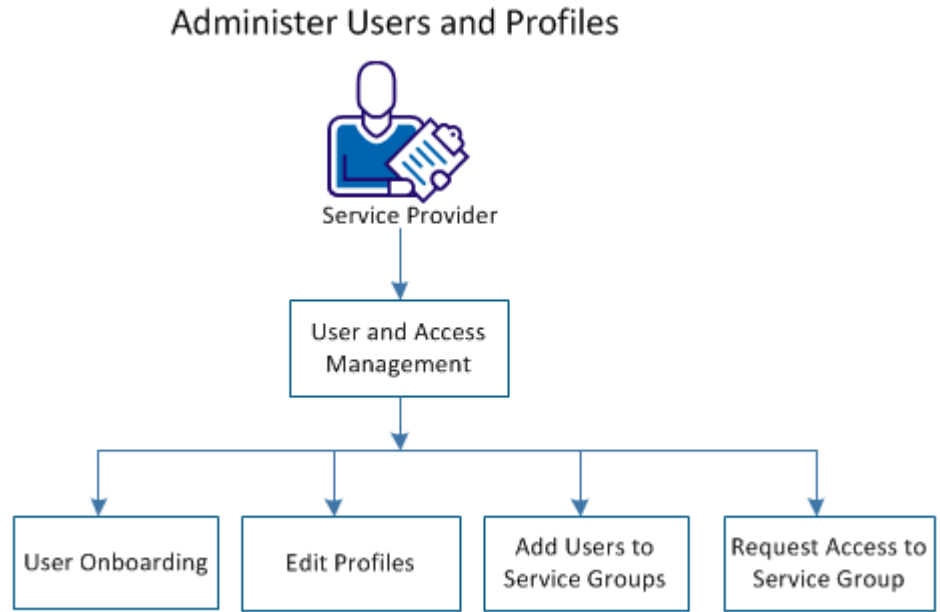 Administer Users and Profiles
Service Provider
User and Access
Management
User Onboarding
Edit Profiles
Add Users to
Service Groups
Request Access to
Service Group